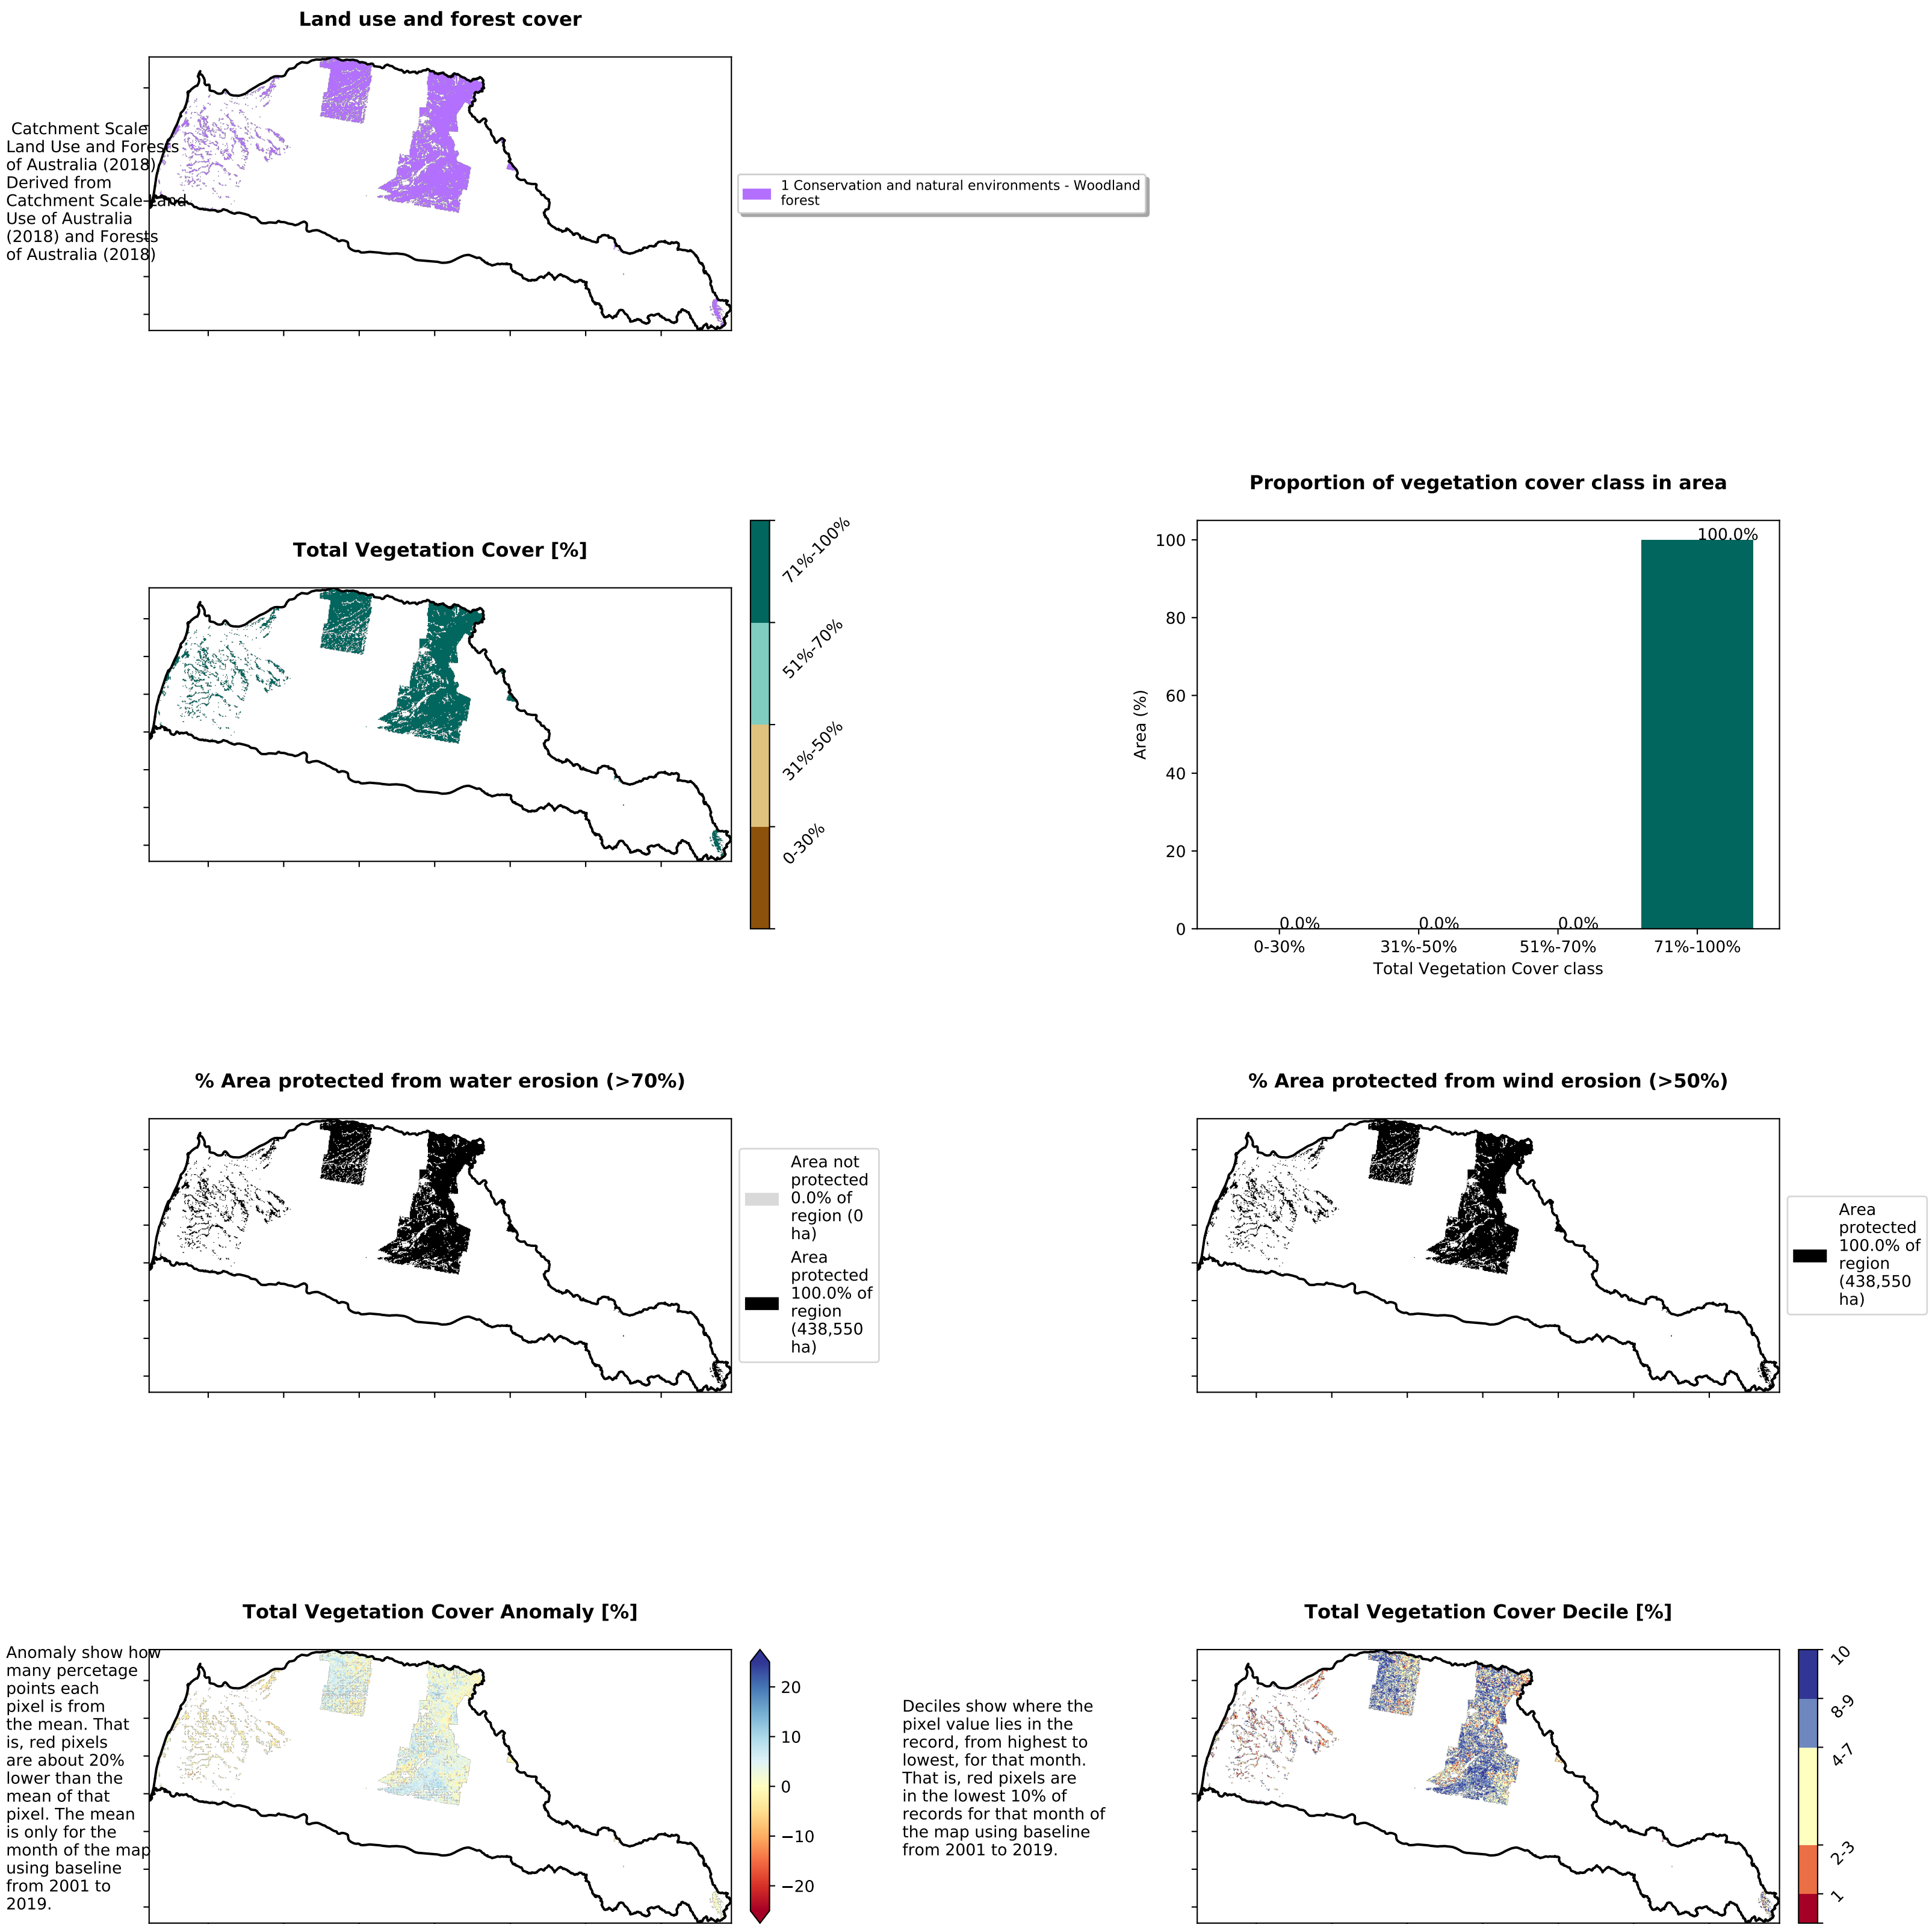 Land use and forest cover
Catchment Scale
Land Use and Forests
of Australia (2018)
Derived from
Catchment Scale Land
Use of Australia
(2018) and Forests
of Australia (2018)
1 Conservation and natural environments - Woodland
forest
Total Vegetation Cover [%]
71%-100%
51%-70%
31%-50%
0-30%
Proportion of vegetation cover class in area
100.0%
0.0%
0.0%
0.0%
100
80
60
40
20
0
Area (%)
0-30%
31%-50%
51%-70%
71%-100%
Total Vegetation Cover class
% Area protected from water erosion (>70%)
Area not
protected
0.0% of
region (0
ha)
Area
protected
100.0% of
region
(438,550
ha)
% Area protected from wind erosion (>50%)
Area
protected
100.0% of
region
(438,550
ha)
Total Vegetation Cover Anomaly [%]
Anomaly show how
many percetage
points each
pixel is from
the mean. That
is, red pixels
are about 20%
lower than the
mean of that
pixel. The mean
is only for the
month of the map
using baseline
from 2001 to
2019.
20
10
0
−10
−20
Deciles show where the
pixel value lies in the
record, from highest to
lowest, for that month.
That is, red pixels are
in the lowest 10% of
records for that month of
the map using baseline
from 2001 to 2019.
Total Vegetation Cover Decile [%]
10
8-9
4-7
2-3
1